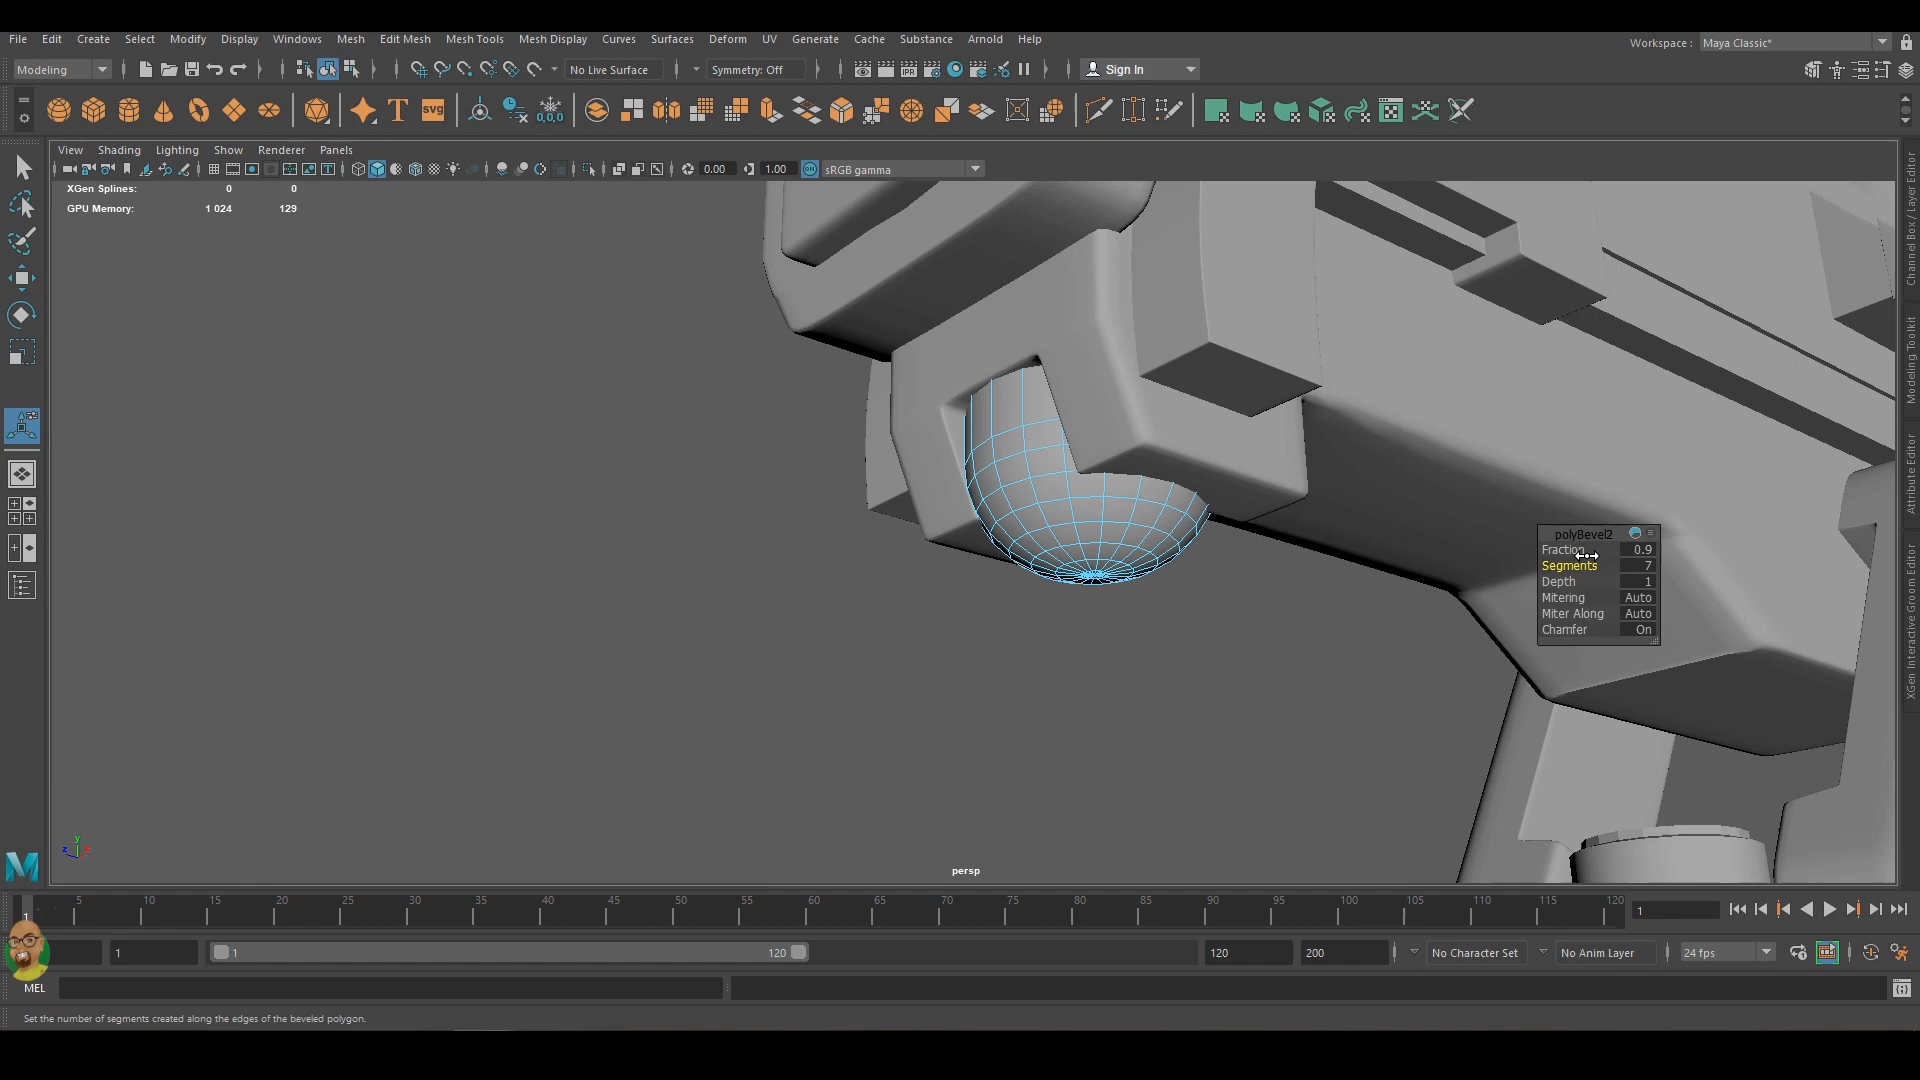 File Edit Create Select Modify Display Windows Mesh Edit Mesh Mesh Tools Mesh Display Curves Surfaces Deform UV Generate Cache Substance Arnold Help
Workspace : Maya Classic*
Modeling No Live Surface Symmetry: Off IPR Sign In
T SVG 0,0,0
View Shading Lighting Show Renderer Panels
0.00 1.00 sRGB gamma
XGen Splines: 0 0
GPU Memory: 1 024 129
Channel Box / Layer Editor
Modeling Toolkit
Attribute Editor
XGen Interactive Groom Editor
polyBevel2
Fraction 0.9
Segments 7
Depth 1
Mitering Auto
Miter Along Auto
Chamfer On
y
z x
persp
5 10 15 20 25 30 35 40 45 50 55 60 65 70 75 80 85 90 95 100 105 110 115 120
1 1
1 1 120 120 200 No Character Set No Anim Layer 24 fps
MEL
Set the number of segments created along the edges of the beveled polygon.